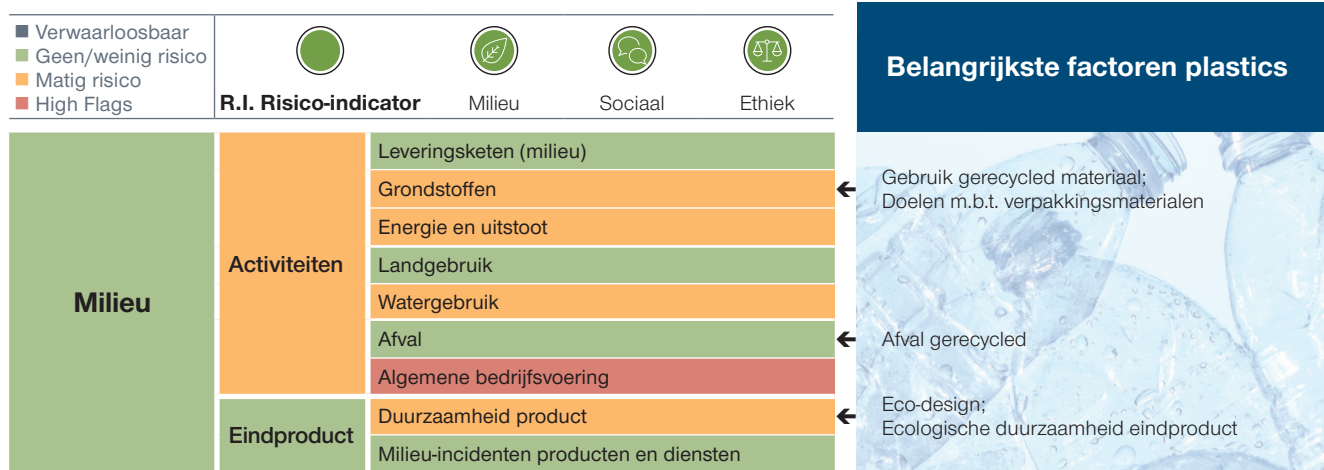 Verwaarloosbaar
Geen/weinig risico
Matig risico
High Flags
R.I. Risico-indicator
Milieu
Sociaal
Ethiek
Belangrijkste factoren plastics
Milieu
Activiteiten
Leveringsketen (milieu)
Grondstoffen
Energie en uitstoot
Landgebruik
Watergebruik
Afval
Algemene bedrijfsvoering
Eindproduct
Duurzaamheid product
Milieu-incidenten producten en diensten
Gebruik gerecycled materiaal;
Doelen m.b.t. verpakkingsmaterialen
Afval gerecycled
Eco-design;
Ecologische duurzaamheid eindproduct